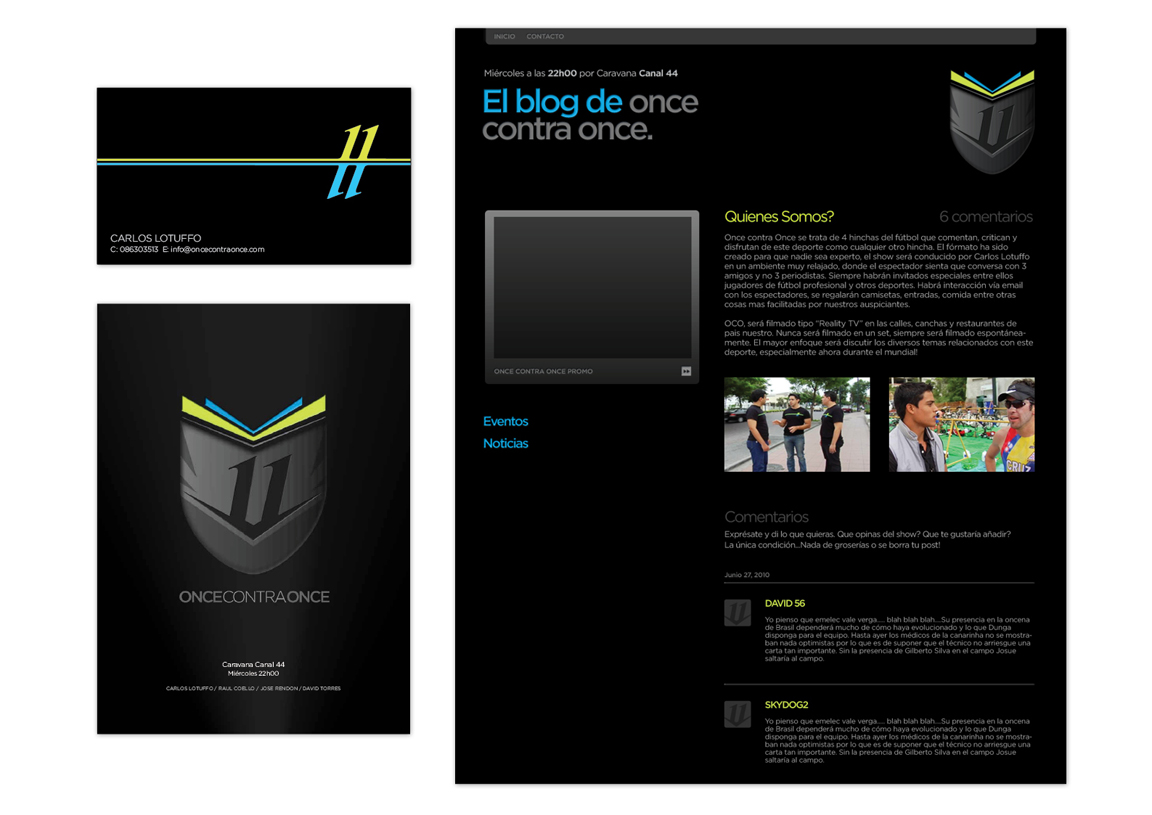 11
11
CARLOS LOTUFFO
C: 086303513 E: info@oncecontraonce.com
11
ONCECONTRAONCE
Caravana Canal 44
Miércoles 22h00
CARLOS LOTUFFO / RAUL COELLO / JOSE RENDON / DAVID TORRES
INICIO CONTACTO
Miércoles a las 22h00 por Caravana Canal 44
El blog de once
contra once.
11
ONCE CONTRA ONCE PROMO
Eventos
Noticias
Quienes Somos? 6 comentarios
Once contra Once se trata de 4 hinchas del fútbol que comentan, critican y
disfrutan de este deporte como cualquier otro hincha. El fórmato ha sido
creado para que nadie sea experto, el show será conducido por Carlos Lotuffo
en un ambiente muy relajado, donde el espectador sienta que conversa con 3
amigos y no 3 periodistas. Siempre habrán invitados especiales entre ellos
jugadores de fútbol profesional y otros deportes. Habrá interacción vía email
con los espectadores, se regalarán camisetas, entradas, comida entre otras
cosas mas facilitadas por nuestros auspiciantes.
OCO, será filmado tipo "Reality TV" en las calles, canchas y restaurantes de
pais nuestro. Nunca será filmado en un set, siempre será filmado espontánea-
mente. El mayor enfoque será discutir los diversos temas relacionados con este
deporte, especialmente ahora durante el mundial!
CRUZ
Comentarios
Exprésate y di lo que quieras. Que opinas del show? Que te gustaría añadir?
La única condición...Nada de groserías o se borra tu post!
Junio 27, 2010
11
DAVID 56
Yo pienso que emelec vale verga..... blah blah blah....Su presencia en la oncena
de Brasil dependerá mucho de cómo haya evolucionado y lo que Dunga
disponga para el equipo. Hasta ayer los médicos de la canarinha no se mostra-
ban nada optimistas por lo que es de suponer que el técnico no arriesgue una
carta tan importante. Sin la presencia de Gilberto Silva en el campo Josue
saltaría al campo.
11
SKYDOG2
Yo pienso que emelec vale verga..... blah blah blah....Su presencia en la oncena
de Brasil dependerá mucho de cómo haya evolucionado y lo que Dunga
disponga para el equipo. Hasta ayer los médicos de la canarinha no se mostra-
ban nada optimistas por lo que es de suponer que el técnico no arriesgue una
carta tan importante. Sin la presencia de Gilberto Silva en el campo Josue
saltaría al campo.